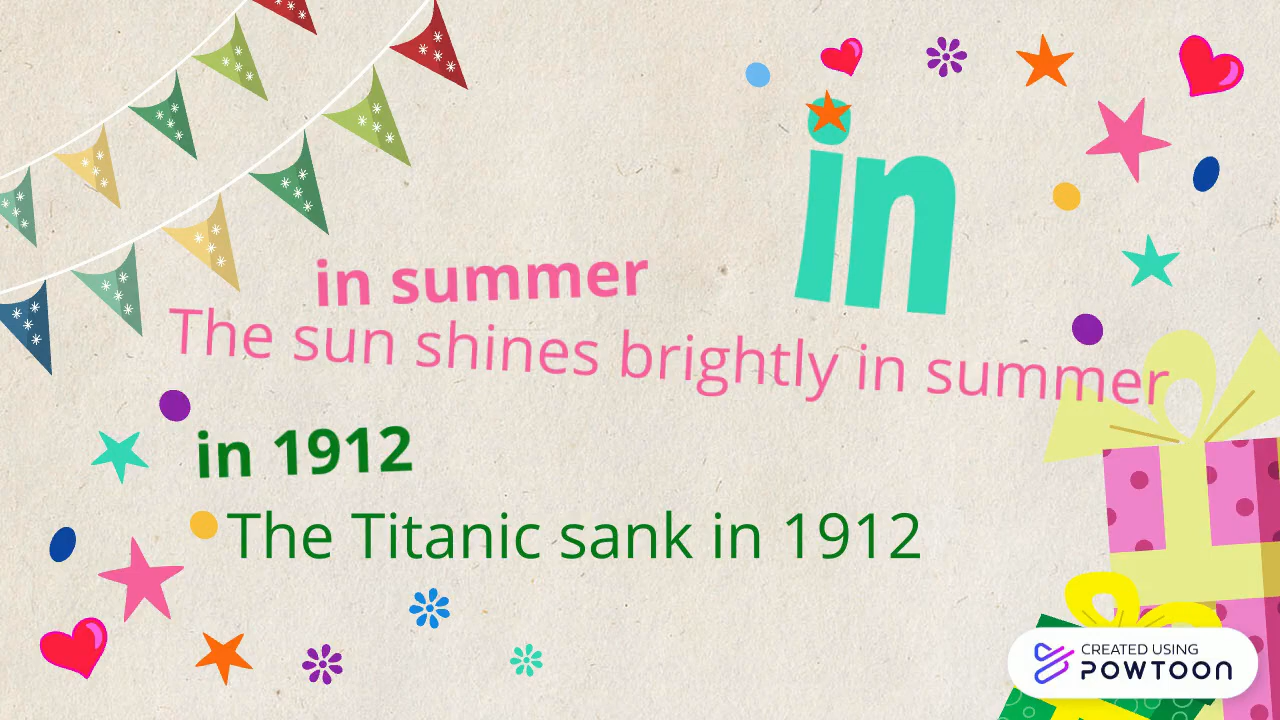 in
in summer
The sun shines brightly in summer
in 1912
The Titanic sank in 1912
CREATED USING
POWTOON